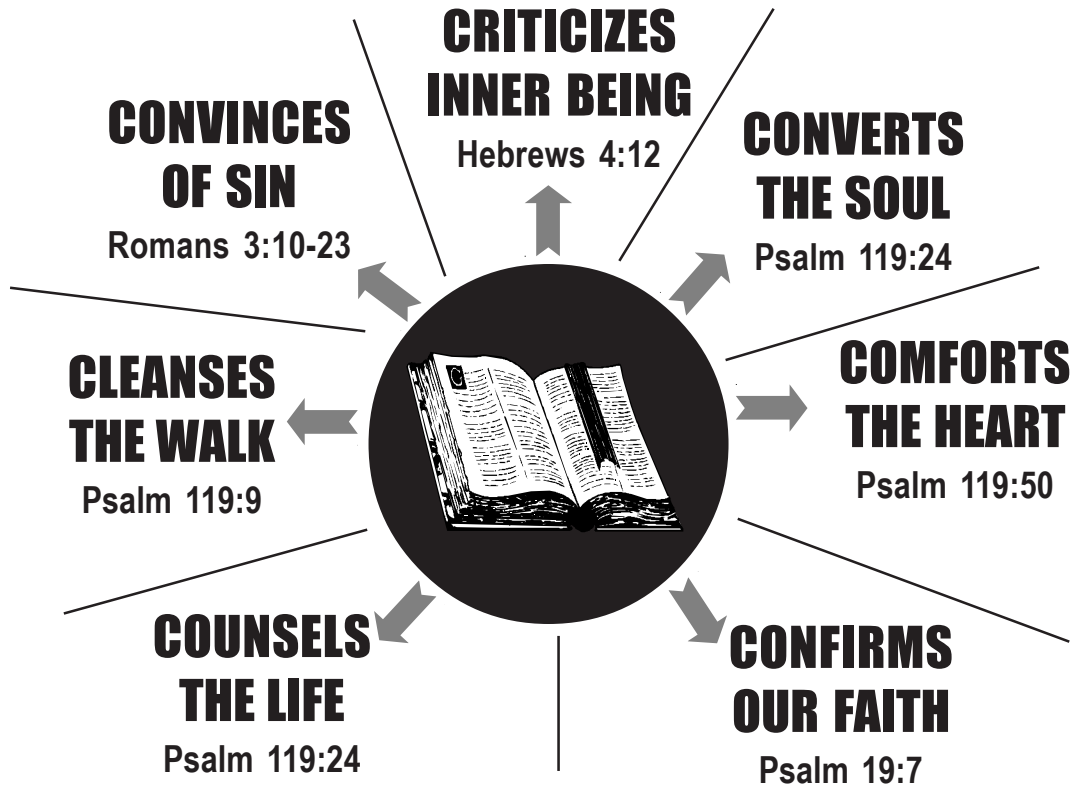 CRITICIZES
INNER BEING
Hebrews 4:12
CONVERTS
THE SOUL
Psalm 119:24
COMFORTS
THE HEART
Psalm 119:50
CONFIRMS
OUR FAITH
Psalm 19:7
COUNSELS
THE LIFE
Psalm 119:24
CLEANSES
THE WALK
Psalm 119:9
CONVINCES
OF SIN
Romans 3:10-23